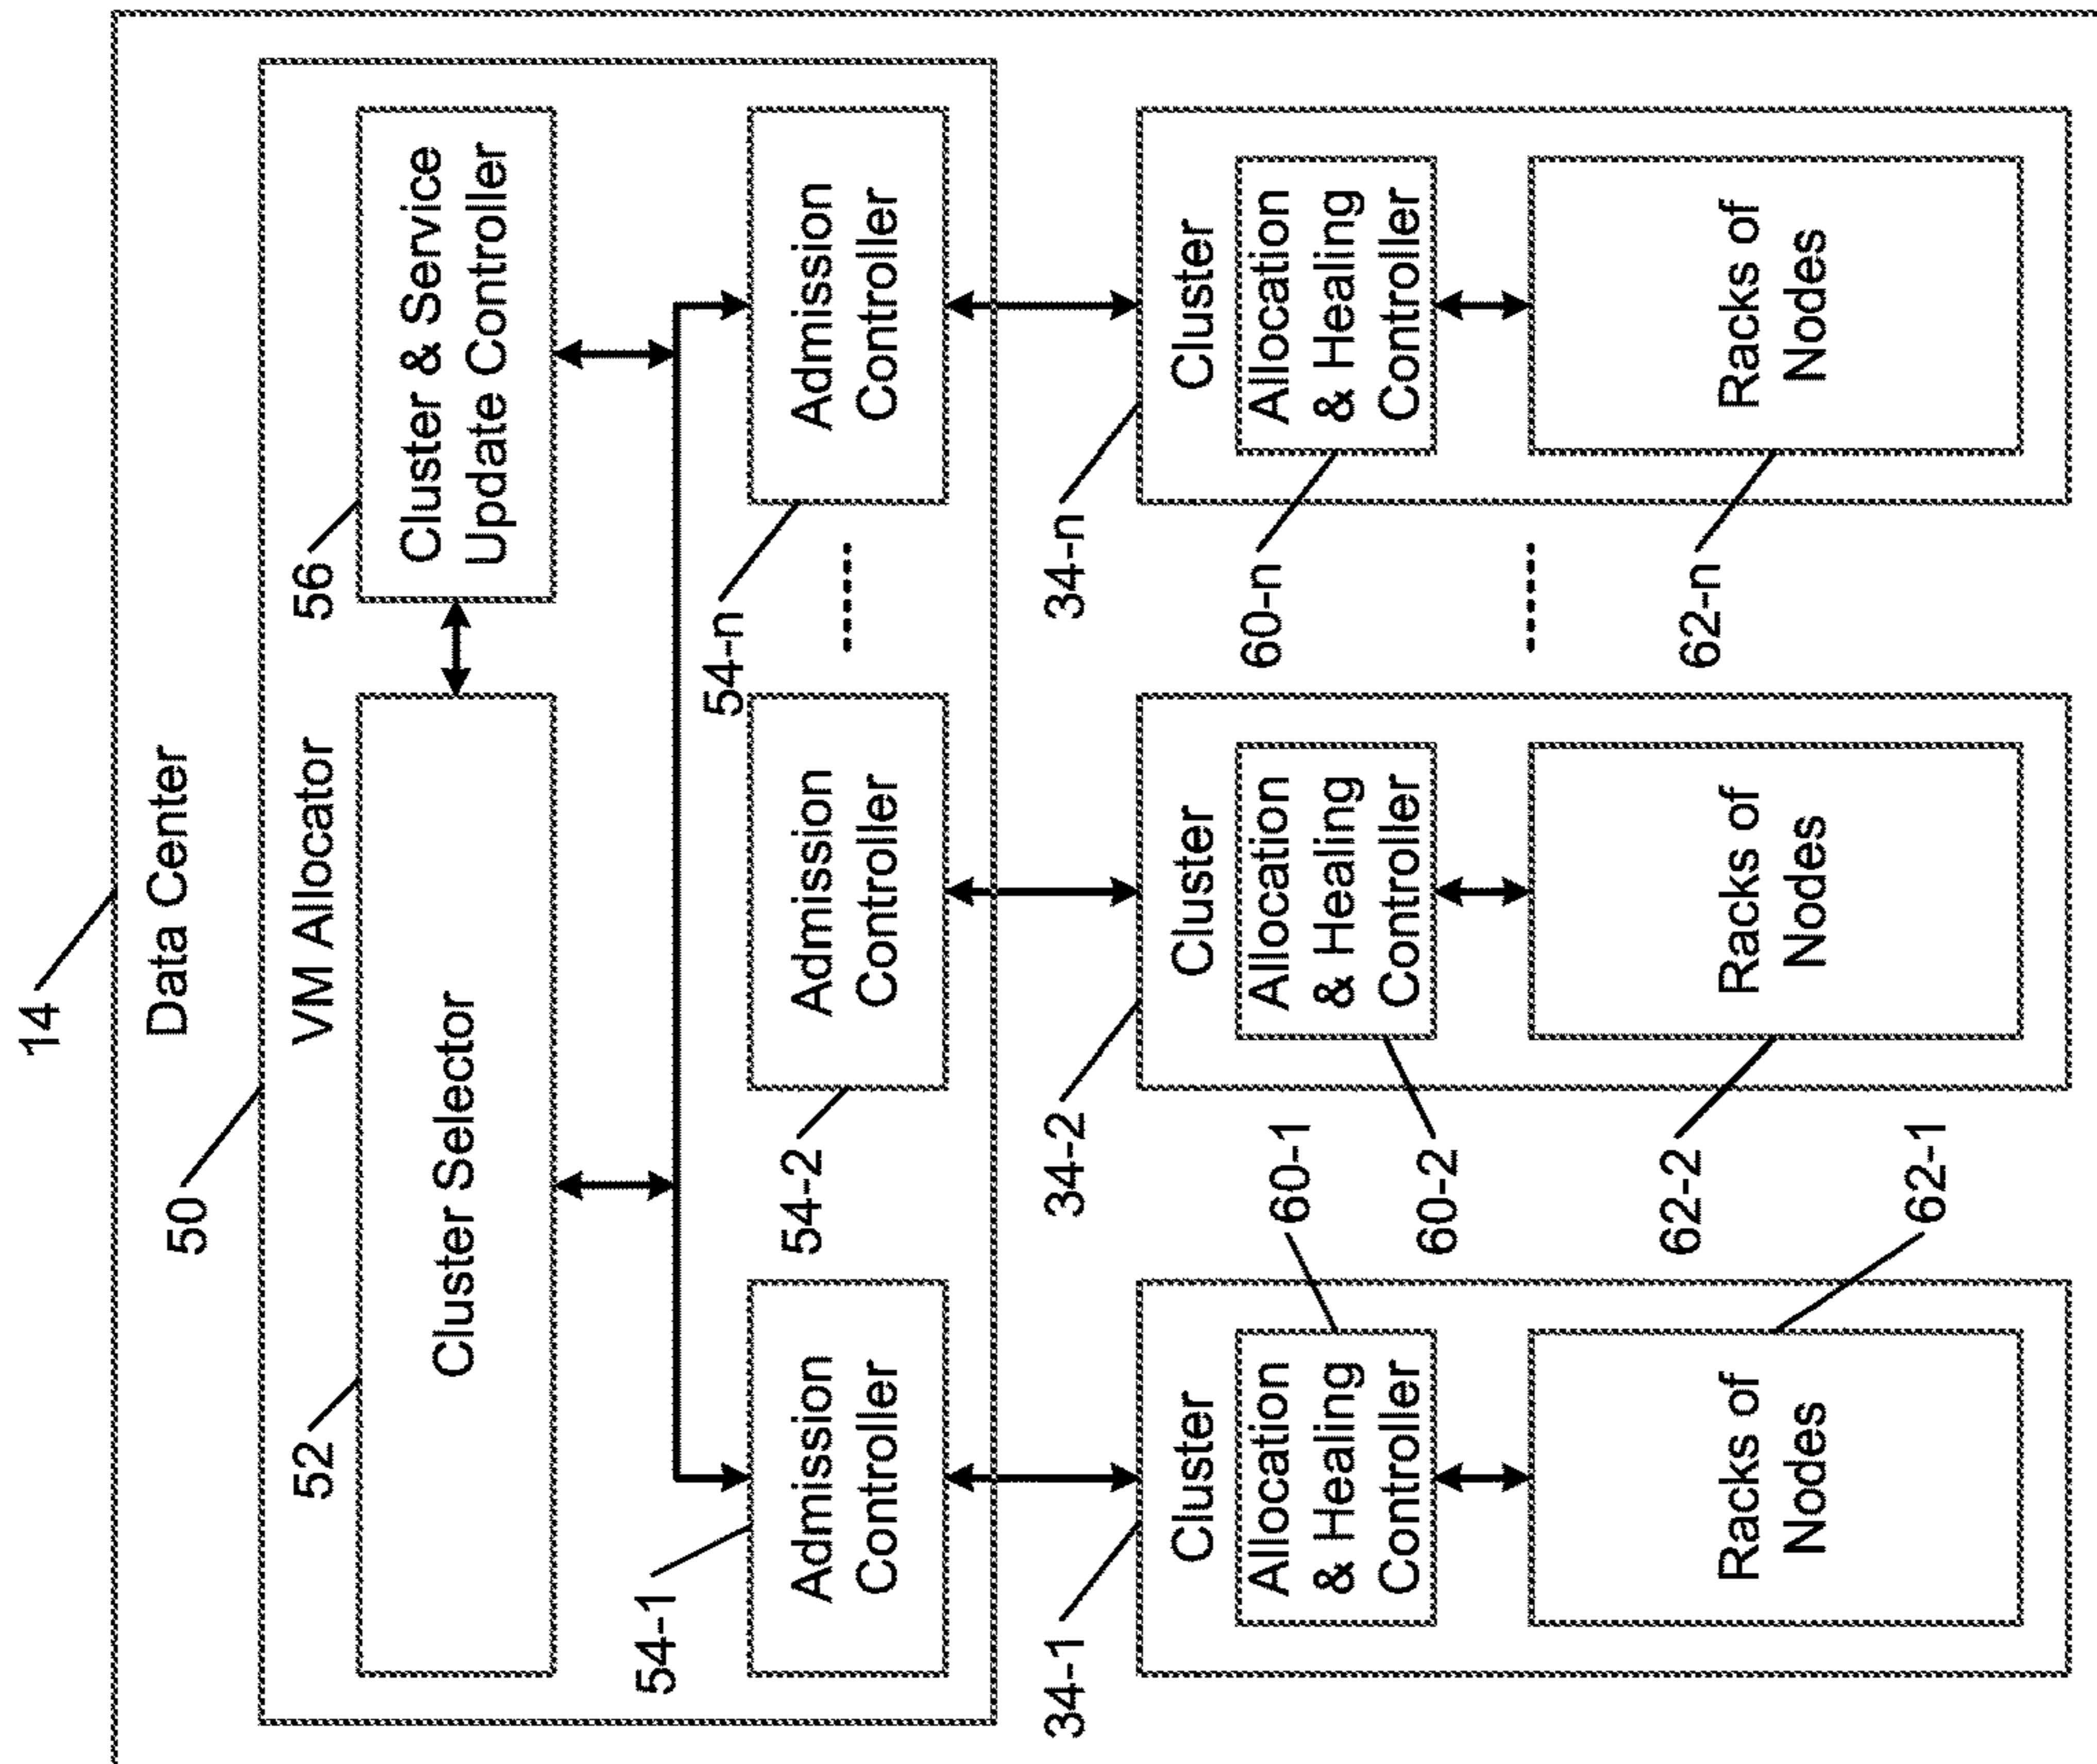 14
Data Center
50
VM Allocator
52
Cluster Selector
56
Cluster & Service
Update Controller
54-1
Admission
Controller
54-2
Admission
Controller
54-n
Admission
Controller
34-1
Cluster
Allocation
& Healing
Controller
60-1
Racks of
Nodes
62-1
34-2
Cluster
Allocation
& Healing
Controller
60-2
Racks of
Nodes
62-2
34-n
Cluster
Allocation
& Healing
Controller
60-n
Racks of
Nodes
62-n